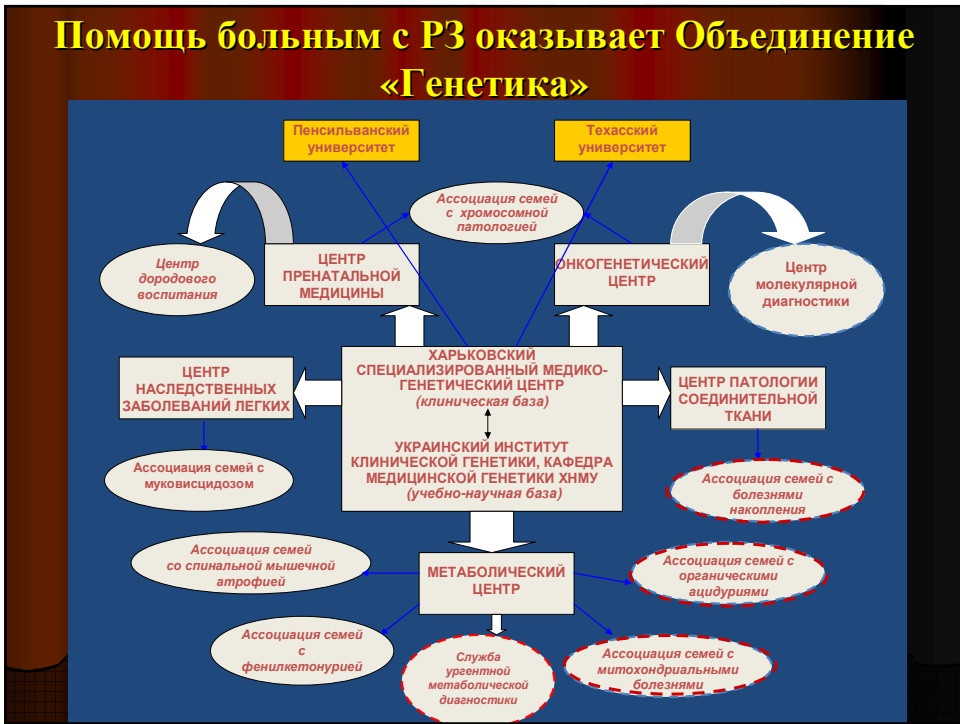 Помощь больным с РЗ оказывает Объединение
«Генетика»
Пенсильванский
университет
Техасский
университет
Ассоциация семей
с хромосомной
патологией
Центр
дородового
воспитания
ЦЕНТР
ПРЕНАТАЛЬНОЙ
МЕДИЦИНЫ
ОНКОГЕНЕТИЧЕСКИЙ
ЦЕНТР
Центр
молекулярной
диагностики
ЦЕНТР
НАСЛЕДСТВЕННЫХ
ЗАБОЛЕВАНИЙ ЛЕГКИХ
ХАРЬКОВСКИЙ
СПЕЦИАЛИЗИРОВАННЫЙ МЕДИКО-
ГЕНЕТИЧЕСКИЙ ЦЕНТР
(клиническая база)
УКРАИНСКИЙ ИНСТИТУТ
КЛИНИЧЕСКОЙ ГЕНЕТИКИ, КАФЕДРА
МЕДИЦИНСКОЙ ГЕНЕТИКИ ХНМУ
(учебно-научная база)
ЦЕНТР ПАТОЛОГИИ
СОЕДИНИТЕЛЬНОЙ
ТКАНИ
Ассоциация семей с
муковисцидозом
Ассоциация семей с
болезнями
накопления
Ассоциация семей
со спинальной мышечной
атрофией
МЕТАБОЛИЧЕСКИЙ
ЦЕНТР
Ассоциация семей с
органическими
ацидуриями
Ассоциация семей
с
фенилкетонурией
Служба
ургентной
метаболической
диагностики
Ассоциация семей с
митохондриальными
болезнями